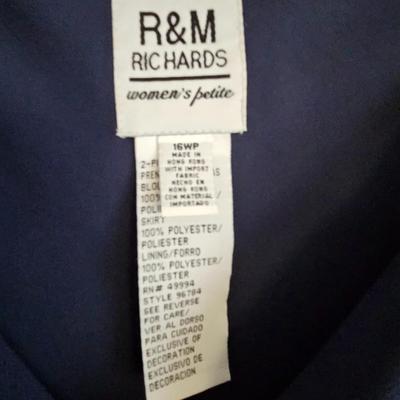 R&M
RICHARDS
women's petite
16WP
MADE IN
HONG KONG
WITH IMPORT
FABRIC
HECHO EN
HONG KONG
CON MATERIAL
IMPORTADO
SKIRT
100% POLYESTER/
POLIESTER
LINING/FORRO
100% POLYESTER/
POLIESTER
RN# 49994
STYLE 96784
SEE REVERSE
FOR CARE/
VER AL DORSO
PARA CUIDADO
EXCLUSIVE OF
DECORATION
EXCLUSIVO DE
DECORACION